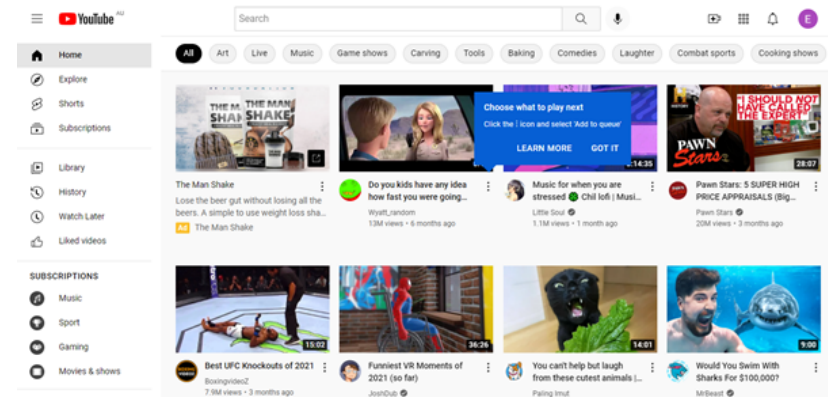 YouTube AU
Search
E
Home
Explore
Shorts
Subscriptions
Library
History
Watch Later
Liked videos
SUBSCRIPTIONS
Music
Sport
Gaming
Movies & shows
All Art Live Music Game shows Carving Tools Baking Comedies Laughter Combat sports Cooking shows
THE MAN SHAKE
The Man Shake
Lose the beer gut without losing all the
beers. A simple to use weight loss sha...
Ad The Man Shake
Do you kids have any idea
how fast you were going...
Wyatt_random
13M views • 6 months ago
Choose what to play next
Click the ⁝ icon and select 'Add to queue'
LEARN MORE GOT IT
:14:35
Music for when you are
stressed Chil lofi | Musi...
Little Soul
1.1M views • 1 month ago
HISTORY
"I SHOULD NOT
HAVE CALLED
THE EXPERT"
PAWN
Stars
28:07
Pawn Stars: 5 SUPER HIGH
PRICE APPRAISALS (Big...
Pawn Stars
20M views • 3 months ago
15:02
Best UFC Knockouts of 2021
BoxingvideoZ
7.9M views • 3 months ago
36:26
Funniest VR Moments of
2021 (so far)
JoshDub
14:01
You can't help but laugh
from these cutest animals |...
Paling Imut
9:00
Would You Swim With
Sharks For $100,000?
MrBeast